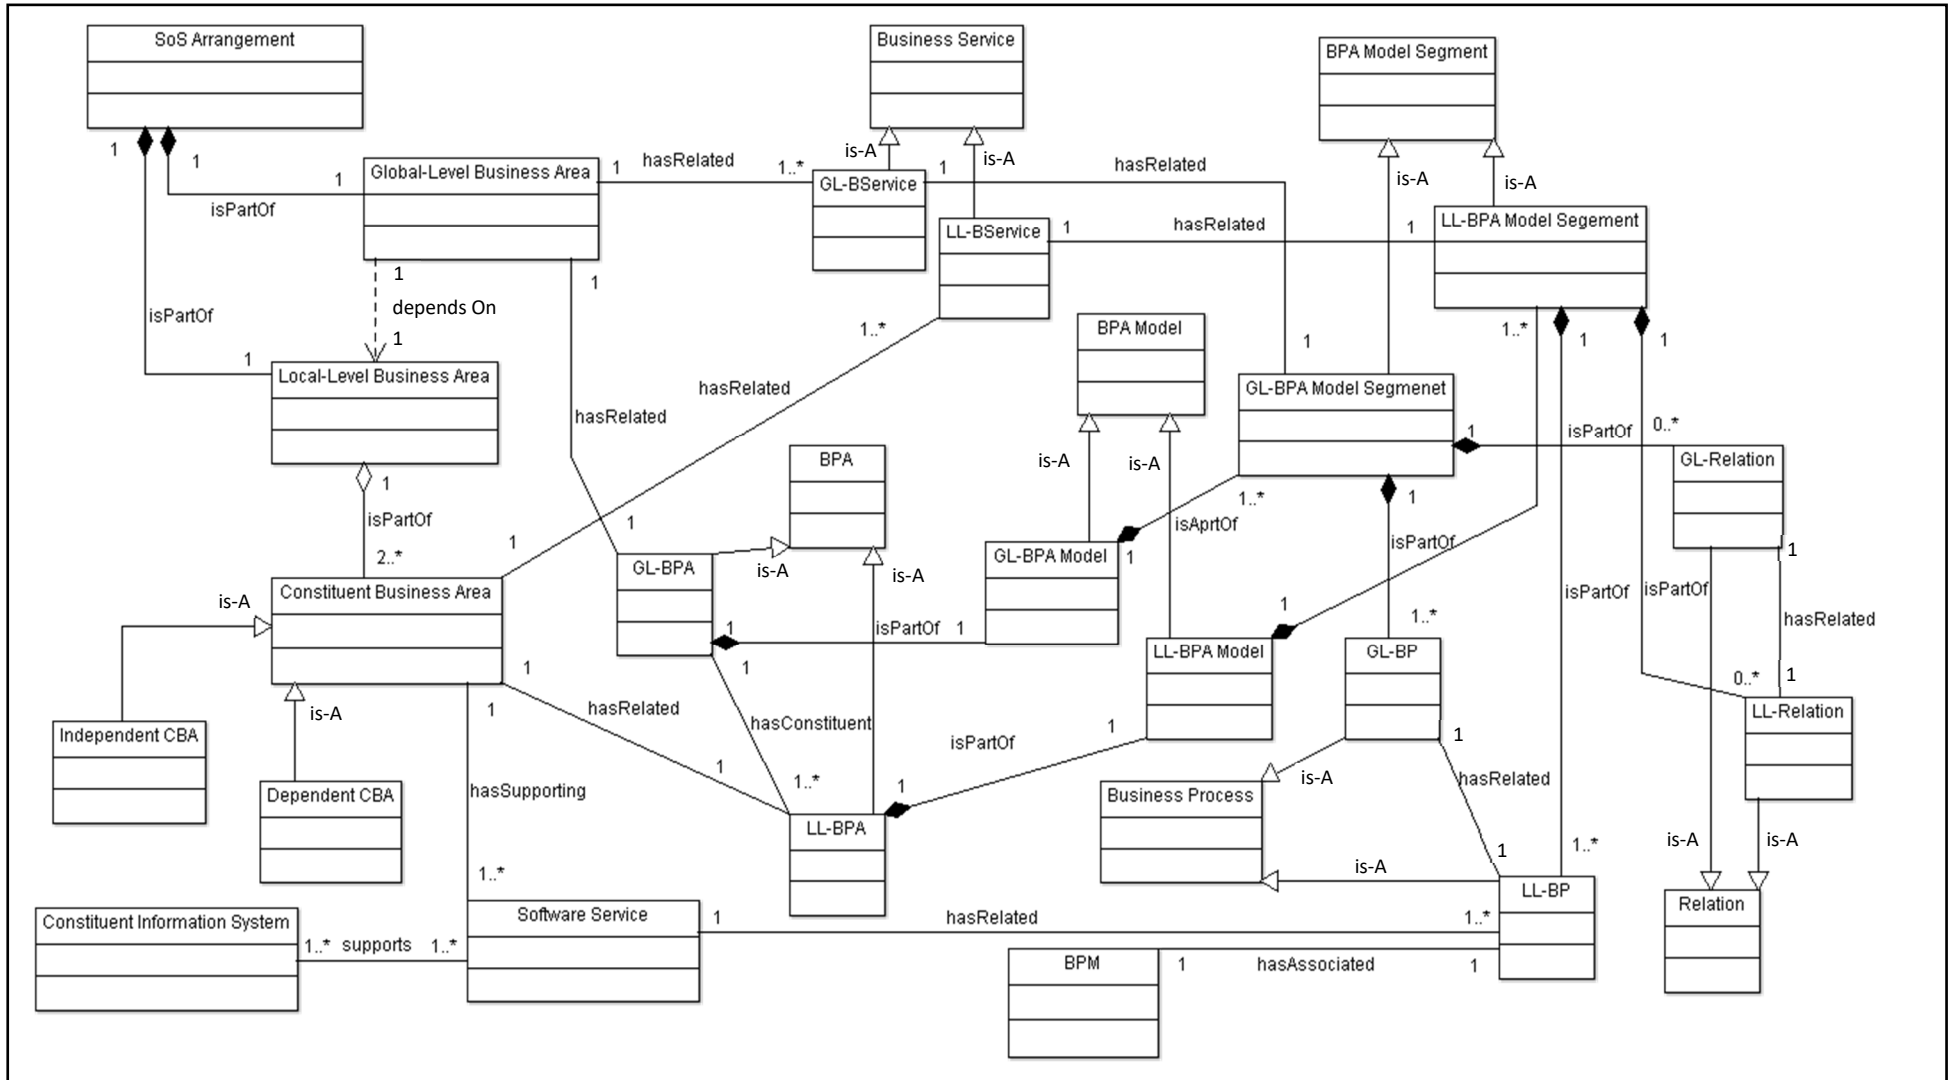 SoS Arrangement
Business Service
BPA Model Segment
1
1
1
isPartOf
Global-Level Business Area
1
hasRelated
1..*
is-A
is-A
GL-BService
1
hasRelated
is-A
is-A
LL-BService
1
hasRelated
1
LL-BPA Model Segement
1
depends On
1
1
isPartOf
1
Local-Level Business Area
1..*
hasRelated
hasRelated
BPA Model
1
1..*
1
1
GL-BPA Model Segmenet
1
isPartOf
0..*
GL-Relation
1
isPartOf
2..*
BPA
is-A
is-A
1..*
isAprtOf
1
isPartOf
1
1
GL-BPA
is-A
is-A
GL-BPA Model
1
1
isPartOf
isPartOf
hasRelated
is-A
Constituent Business Area
1
isPartOf
1
1
1..*
1
1
LL-BPA Model
GL-BP
1
0..*
LL-Relation
is-A
1
hasRelated
hasConstituent
isPartOf
1
1
Independent CBA
Dependent CBA
hasSupporting
1
1..*
1
LL-BPA
Business Process
is-A
hasRelated
1
1..*
is-A
is-A
is-A
1..*
Constituent Information System
1..*
supports
1..*
Software Service
1
hasRelated
1..*
LL-BP
Relation
BPM
1
hasAssociated
1